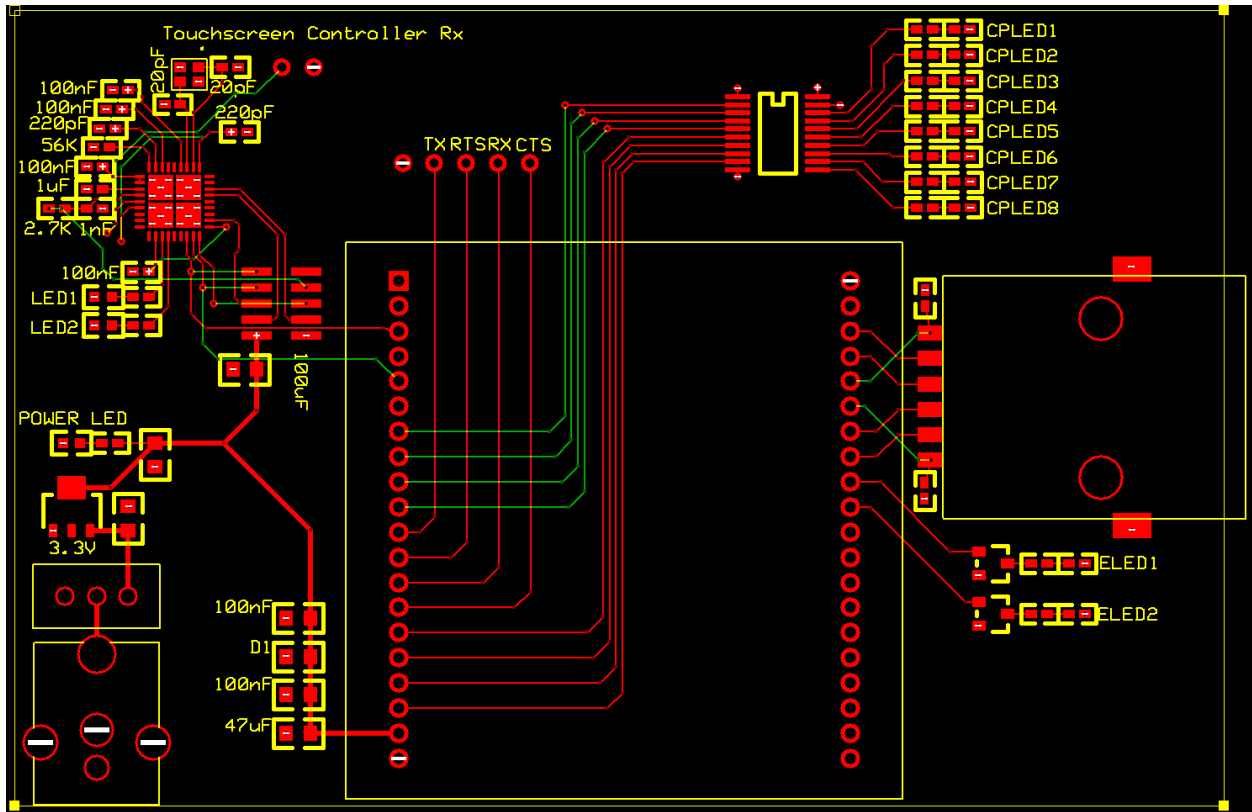 Touchscreen Controller Rx
20pF
20pF
100nF
100nF
220pF
220pF
56K
100nF
1uF
2.7K 1nF
100nF
LED1
LED2
100uF
TX RTS RX CTS
CPLED1
CPLED2
CPLED3
CPLED4
CPLED5
CPLED6
CPLED7
CPLED8
POWER LED
3.3V
100nF
D1
100nF
47uF
ELED1
ELED2